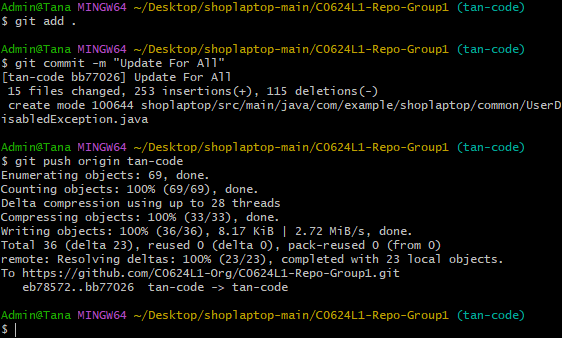 Admin@Tana MINGW64 ~/Desktop/shoplaptop-main/C0624L1-Repo-Group1 (tan-code)
$ git add .
Admin@Tana MINGW64 ~/Desktop/shoplaptop-main/C0624L1-Repo-Group1 (tan-code)
$ git commit -m "Update For All"
[tan-code bb77026] Update For All
 15 files changed, 253 insertions(+), 115 deletions(-)
 create mode 100644 shoplaptop/src/main/java/com/example/shoplaptop/common/UserD
isabledException.java
Admin@Tana MINGW64 ~/Desktop/shoplaptop-main/C0624L1-Repo-Group1 (tan-code)
$ git push origin tan-code
Enumerating objects: 69, done.
Counting objects: 100% (69/69), done.
Delta compression using up to 28 threads
Compressing objects: 100% (33/33), done.
Writing objects: 100% (36/36), 8.17 KiB | 2.72 MiB/s, done.
Total 36 (delta 23), reused 0 (delta 0), pack-reused 0 (from 0)
remote: Resolving deltas: 100% (23/23), completed with 23 local objects.
To https://github.com/C0624L1-Org/C0624L1-Repo-Group1.git
   eb78572..bb77026  tan-code -> tan-code
Admin@Tana MINGW64 ~/Desktop/shoplaptop-main/C0624L1-Repo-Group1 (tan-code)
$